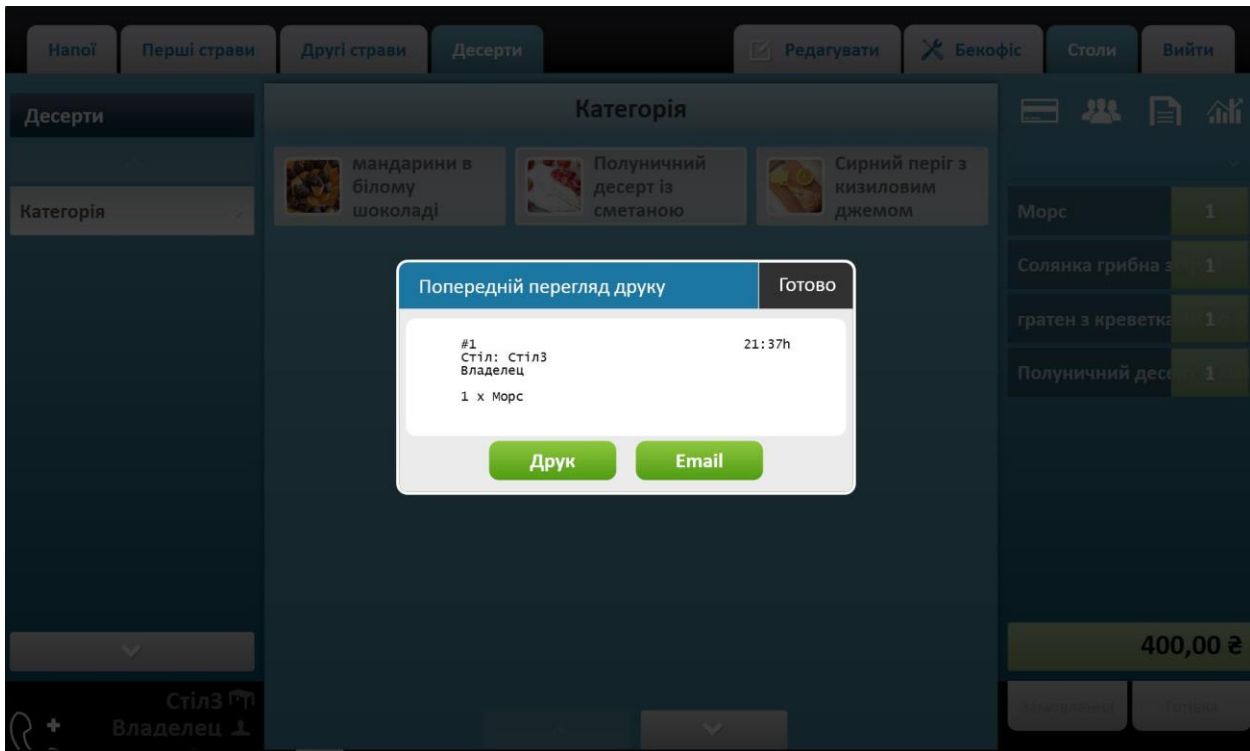 Напої Перші страви Другі страви Десерти Редагувати Бекофіс Столи Вийти
Десерти
Категорія
Категорія
мандарини в
білому
шоколаді
Полуничний
десерт із
сметаною
Сирний періг з
кизиловим
джемом
Морс 1
Солянка грибна з 1
гратен з креветка 1
Полуничний десе 1
Попередній перегляд друку Готово
#1 21:37h
Стіл: Стіл3
Владелец
1 x Морс
Друк Email
400,00 ₴
Стіл3
Владелец